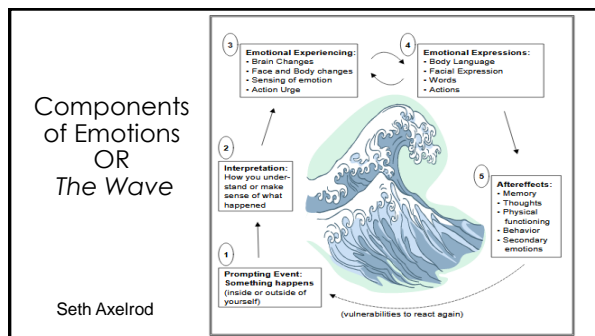 Components
of Emotions
OR
The Wave
Seth Axelrod
3
Emotional Experiencing:
- Brain Changes
- Face and Body changes
- Sensing of emotion
- Action Urge
4
Emotional Expressions:
- Body Language
- Facial Expression
- Words
- Actions
2
Interpretation:
How you under-
stand or make
sense of what
happened
5
Aftereffects:
- Memory
- Thoughts
- Physical
functioning
- Behavior
- Secondary
emotions
1
Prompting Event:
Something happens
(inside or outside of
yourself)
(vulnerabilities to react again)